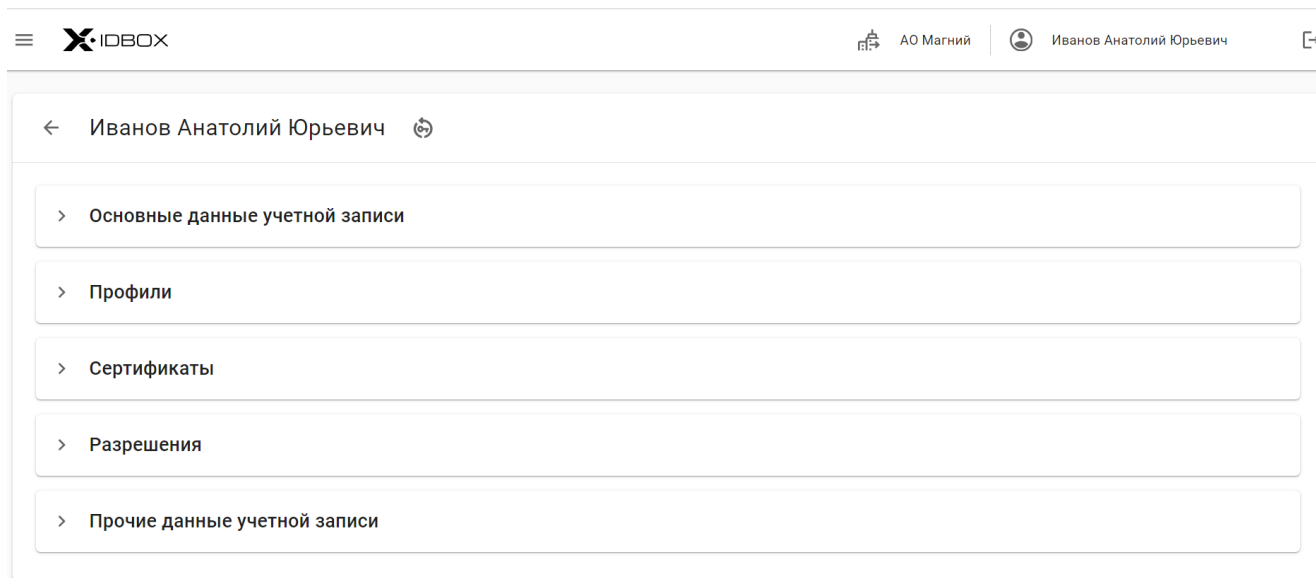 IDBOX
АО Магний
Иванов Анатолий Юрьевич
Иванов Анатолий Юрьевич
Основные данные учетной записи
Профили
Сертификаты
Разрешения
Прочие данные учетной записи